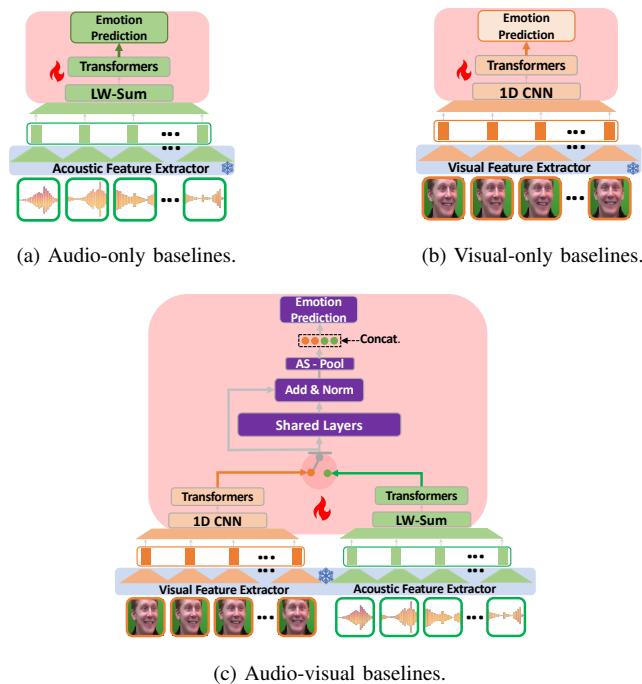 Emotion
Prediction
Transformers
LW-Sum
Acoustic Feature Extractor
(a) Audio-only baselines.
Emotion
Prediction
Transformers
1D CNN
Visual Feature Extractor
(b) Visual-only baselines.
Emotion
Prediction
Concat.
AS - Pool
Add & Norm
Shared Layers
Transformers
1D CNN
Visual Feature Extractor
Transformers
LW-Sum
Acoustic Feature Extractor
(c) Audio-visual baselines.